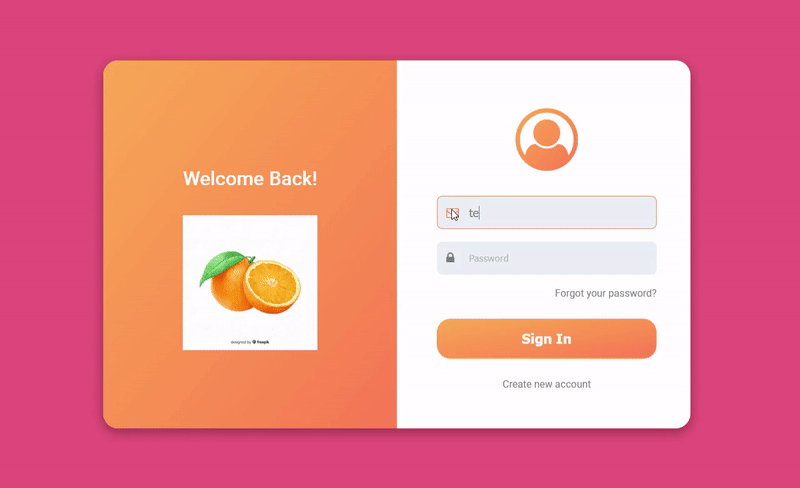 Welcome Back!
designed by freepik
te
Password
Forgot your password?
Sign In
Create new account